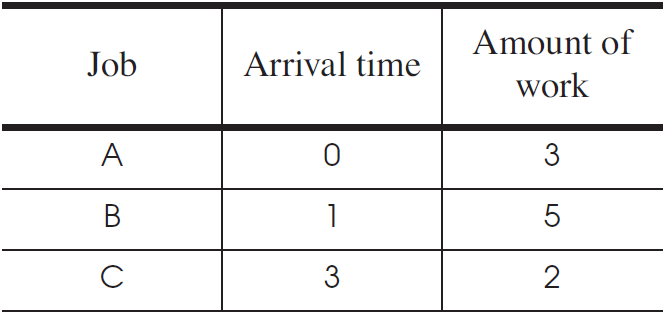 Job Arrival time Amount of work
A 0 3
B 1 5
C 3 2